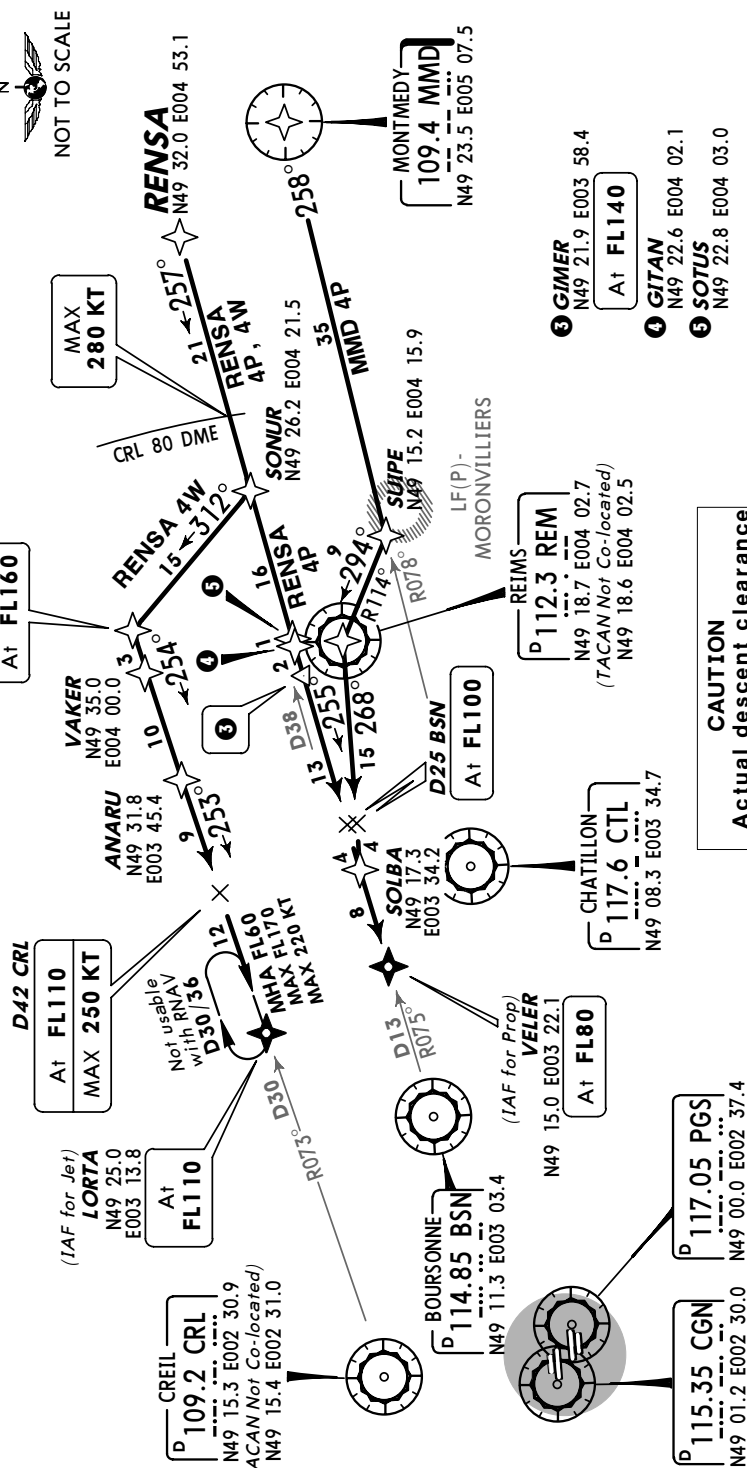 N
NOT TO SCALE
RENSA
N49 32.0 E004 53.1
MONTMEDY
109.4 MMD
N49 23.5 E005 07.5
❸ GIMER
N49 21.9 E003 58.4
At FL140
❹ GITAN
N49 22.6 E004 02.1
❺ SOTUS
N49 22.8 E004 03.0
MAX
280 KT
257°
21
RENSA
4P, 4W
CRL 80 DME
258°
35
MMD 4P
SONUR
N49 26.2 E004 21.5
SUIPE
N49 15.2 E004 15.9
LF(P)-
MORONVILLIERS
At FL160
RENSA 4W
15
312°
16
RENSA
4P
❺
❹
❸
1
2
9
294°
R114°
R078°
REIMS
D 112.3 REM
N49 18.7 E004 02.7
(TACAN Not Co-located)
N49 18.6 E004 02.5
VAKER
N49 35.0
E004 00.0
3
254°
10
ANARU
N49 31.8
E003 45.4
9
253°
D38
255°
13
268°
15
D25 BSN
At FL100
CAUTION
Actual descent clearance
D42 CRL
At FL110
MAX 250 KT
12
4
4
8
SOLBA
N49 17.3
E003 34.2
CHATILLON
D 117.6 CTL
N49 08.3 E003 34.7
Not usable
with RNAV
D30/36
MHA FL60
MAX FL170
MAX 220 KT
(IAF for Jet)
LORTA
N49 25.0
E003 13.8
At
FL110
D30
R073°
D13
R075°
(IAF for Prop)
VELER
N49 15.0 E003 22.1
At FL80
BOURSONNE
D 114.85 BSN
N49 11.3 E003 03.4
CREIL
D 109.2 CRL
N49 15.3 E002 30.9
ACAN Not Co-located)
N49 15.4 E002 31.0
D 117.05 PGS
N49 00.0 E002 37.4
D 115.35 CGN
N49 01.2 E002 30.0